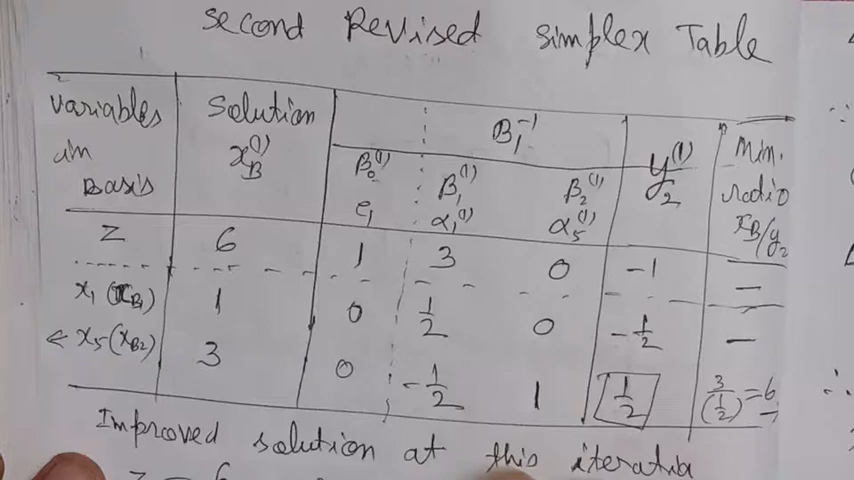 Second Revised Simplex Table
Variables in Basis | Solution x_B^(1) | B_1^-1 | y_2^(1) | Min. radio x_B/y_2
β_0^(1) e_1 | β_1^(1) α_1^(1) | β_2^(1) α_5^(1)
Z | 6 | 1 | 3 | 0 | -1 | —
x_1 (x_B1) | 1 | 0 | 1/2 | 0 | -1/2 | —
← x_5 (x_B2) | 3 | 0 | -1/2 | 1 | 1/2 | 3/(1/2) = 6
Improved solution at this iteratio
z = 6